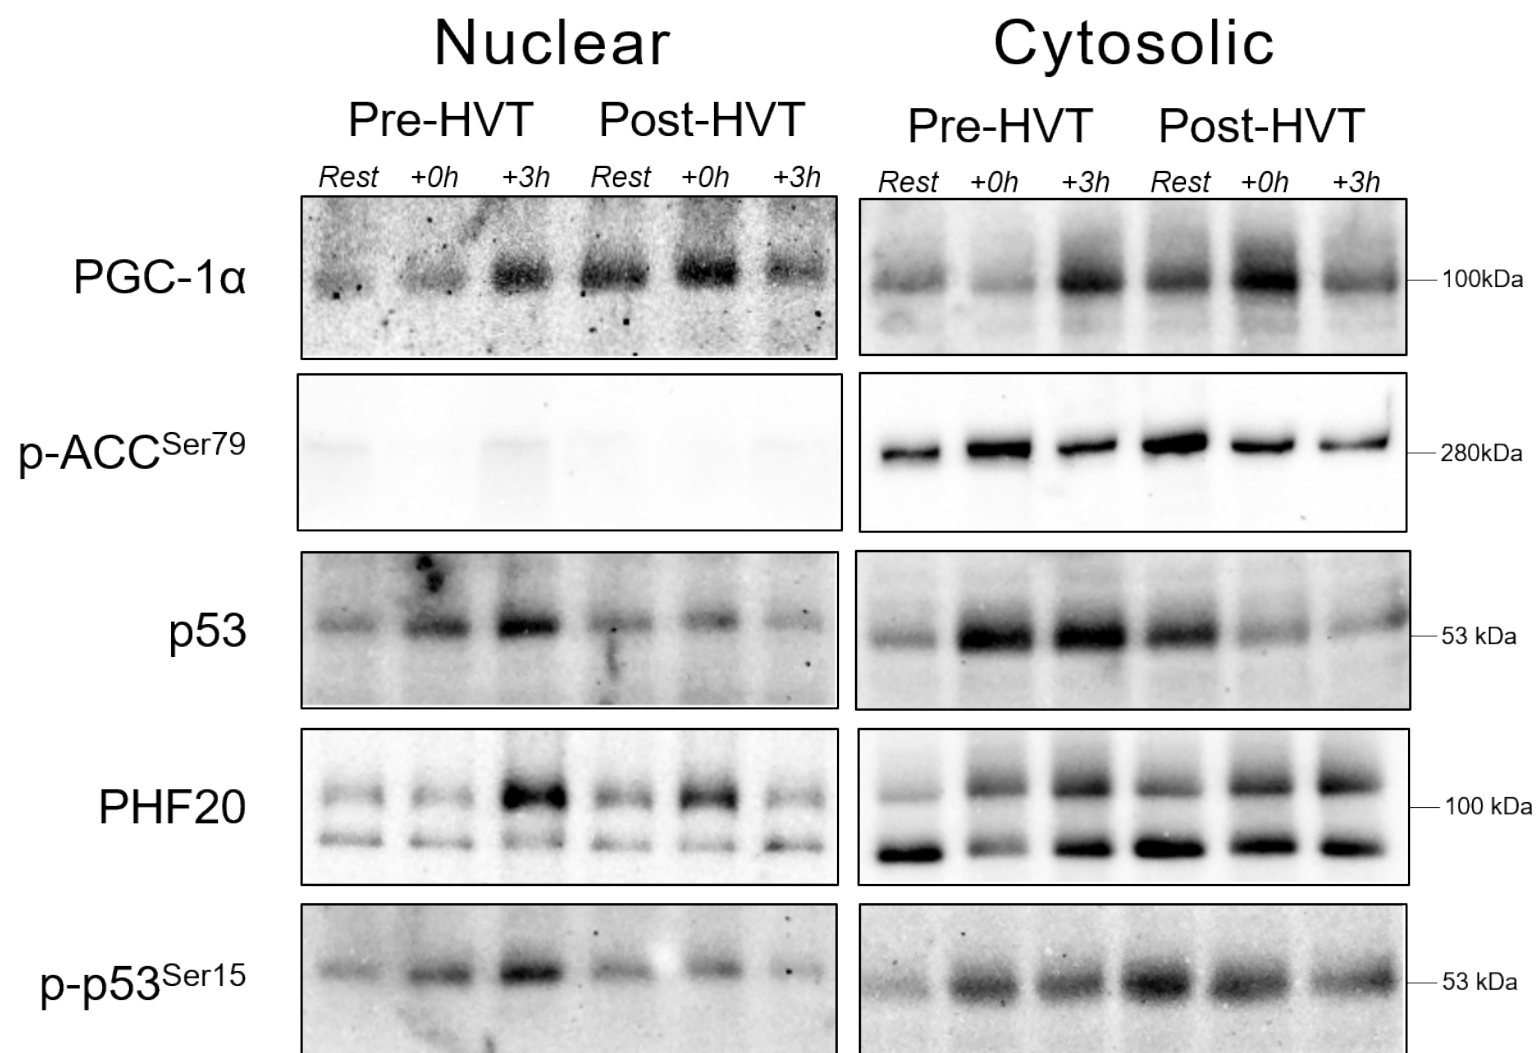 Nuclear Cytosolic
Pre-HVT Post-HVT Pre-HVT Post-HVT
Rest +0h +3h Rest +0h +3h Rest +0h +3h Rest +0h +3h
PGC-1α 100kDa
p-ACCSer79 280kDa
p53 53 kDa
PHF20 100 kDa
p-p53Ser15 53 kDa